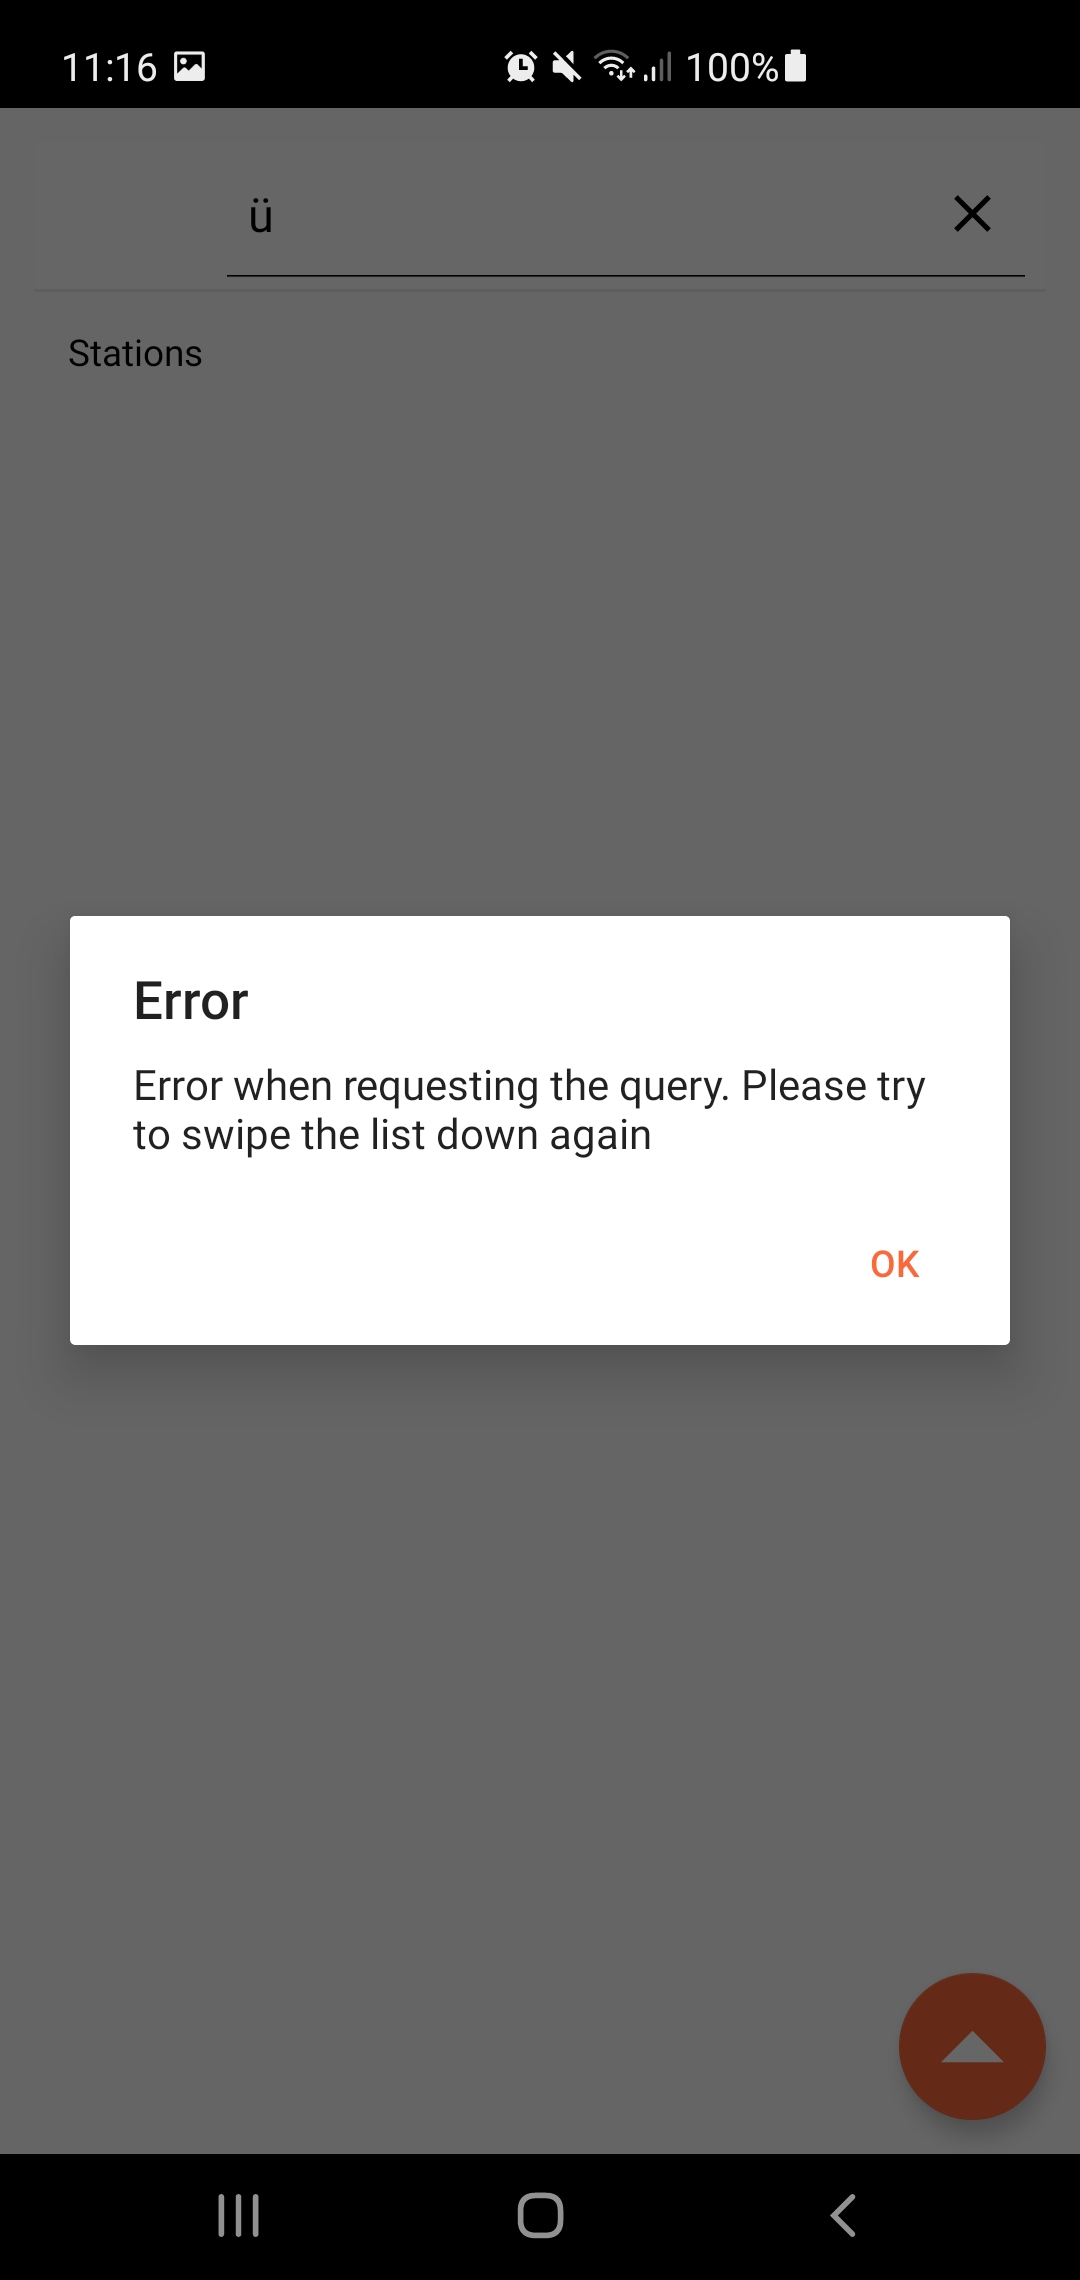 11:16 100%
ü
Stations
Error
Error when requesting the query. Please try
to swipe the list down again
OK